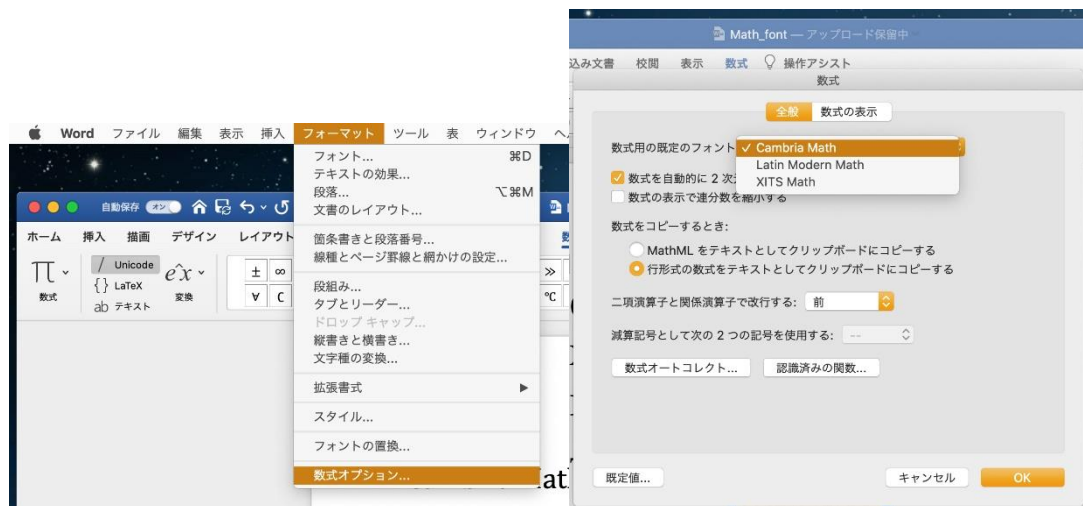 Word ファイル 編集 表示 挿入 フォーマット ツール 表 ウィンドウ
自動保存 オン
ホーム 挿入 描画 デザイン レイアウト
数式
Unicode
{} LaTeX
ab テキスト
変換
± ∞
∀ ∁
フォント... ⌘D
テキストの効果...
段落... ⌥⌘M
文書のレイアウト...
箇条書きと段落番号...
線種とページ罫線と網かけの設定...
段組み...
タブとリーダー...
ドロップ キャップ...
縦書きと横書き...
文字種の変換...
拡張書式
スタイル...
フォントの置換...
数式オプション...
≫
°C
Math_font — アップロード保留中
込み文書 校閲 表示 数式 操作アシスト
数式
全般 数式の表示
数式用の既定のフォント
✓ Cambria Math
Latin Modern Math
XITS Math
数式を自動的に 2 次
数式の表示で連分数を縮小する
数式をコピーするとき:
MathML をテキストとしてクリップボードにコピーする
行形式の数式をテキストとしてクリップボードにコピーする
二項演算子と関係演算子で改行する: 前
減算記号として次の 2 つの記号を使用する: --
数式オートコレクト... 認識済みの関数...
既定値... キャンセル OK